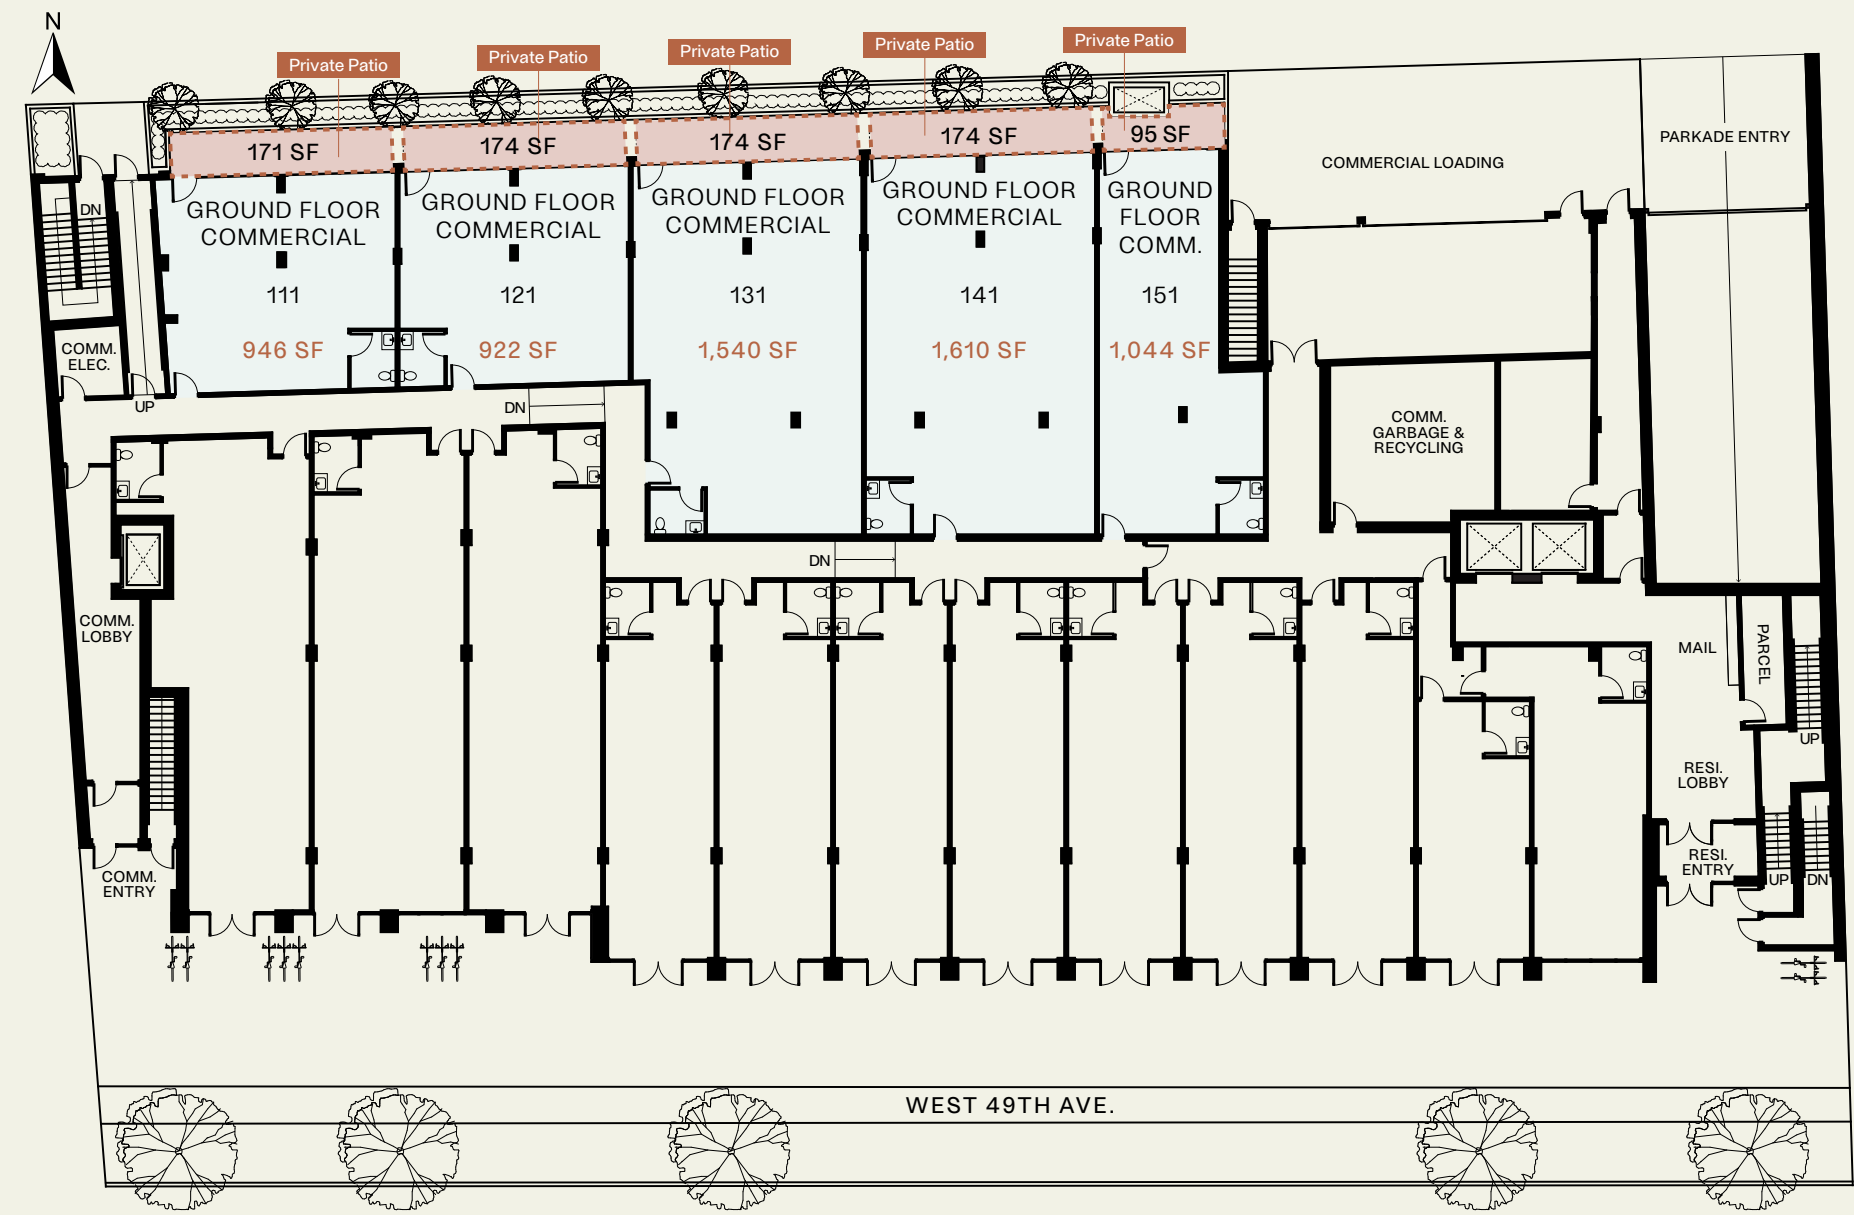 N
Private Patio
Private Patio
Private Patio
Private Patio
Private Patio
171 SF
174 SF
174 SF
174 SF
95 SF
COMMERCIAL LOADING
PARKADE ENTRY
DN
GROUND FLOOR
COMMERCIAL
111
946 SF
GROUND FLOOR
COMMERCIAL
121
922 SF
GROUND FLOOR
COMMERCIAL
131
1,540 SF
GROUND FLOOR
COMMERCIAL
141
1,610 SF
GROUND
FLOOR
COMM.
151
1,044 SF
COMM.
ELEC.
UP
DN
COMM.
GARBAGE &
RECYCLING
DN
COMM.
LOBBY
MAIL
PARCEL
UP
RESI.
LOBBY
RESI.
ENTRY
UP
DN
COMM.
ENTRY
WEST 49TH AVE.